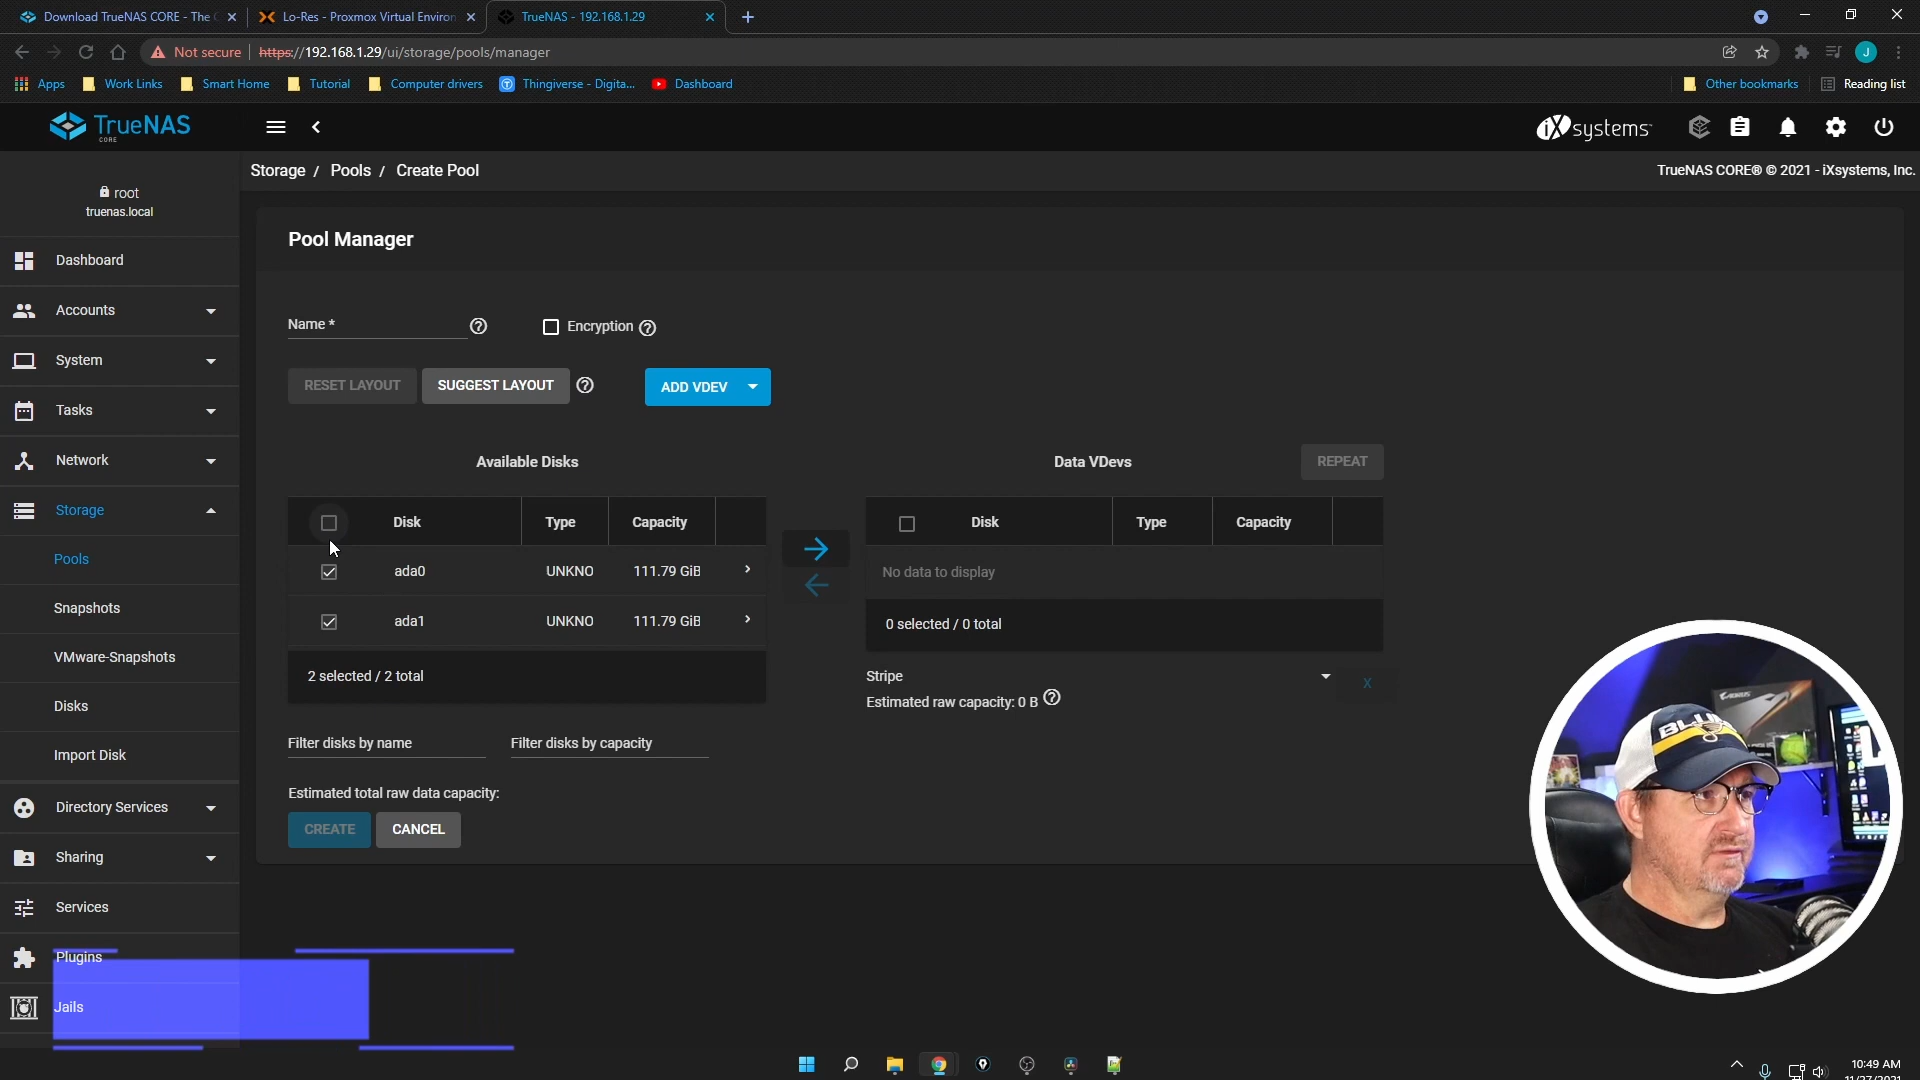 Download TrueNAS CORE - The
Lo-Res - Proxmox Virtual Environ
TrueNAS - 192.168.1.29
Not secure
https://192.168.1.29/ui/storage/pools/manager
J
Apps
Work Links
Smart Home
Tutorial
Computer drivers
Thingiverse - Digita...
Dashboard
Other bookmarks
Reading list
TrueNAS
CORE
iXsystems
Storage / Pools / Create Pool
TrueNAS CORE® © 2021 - iXsystems, Inc.
root
truenas.local
Dashboard
Accounts
System
Tasks
Network
Storage
Pools
Snapshots
VMware-Snapshots
Disks
Import Disk
Directory Services
Sharing
Services
Plugins
Jails
Pool Manager
Name *
Encryption
RESET LAYOUT
SUGGEST LAYOUT
ADD VDEV
Available Disks
Disk Type Capacity
ada0 UNKNO 111.79 GiB
ada1 UNKNO 111.79 GiB
2 selected / 2 total
Filter disks by name
Filter disks by capacity
Estimated total raw data capacity:
CREATE
CANCEL
Data VDevs
REPEAT
Disk Type Capacity
No data to display
0 selected / 0 total
Stripe
X
Estimated raw capacity: 0 B
AORUS
10:49 AM
11/27/2021